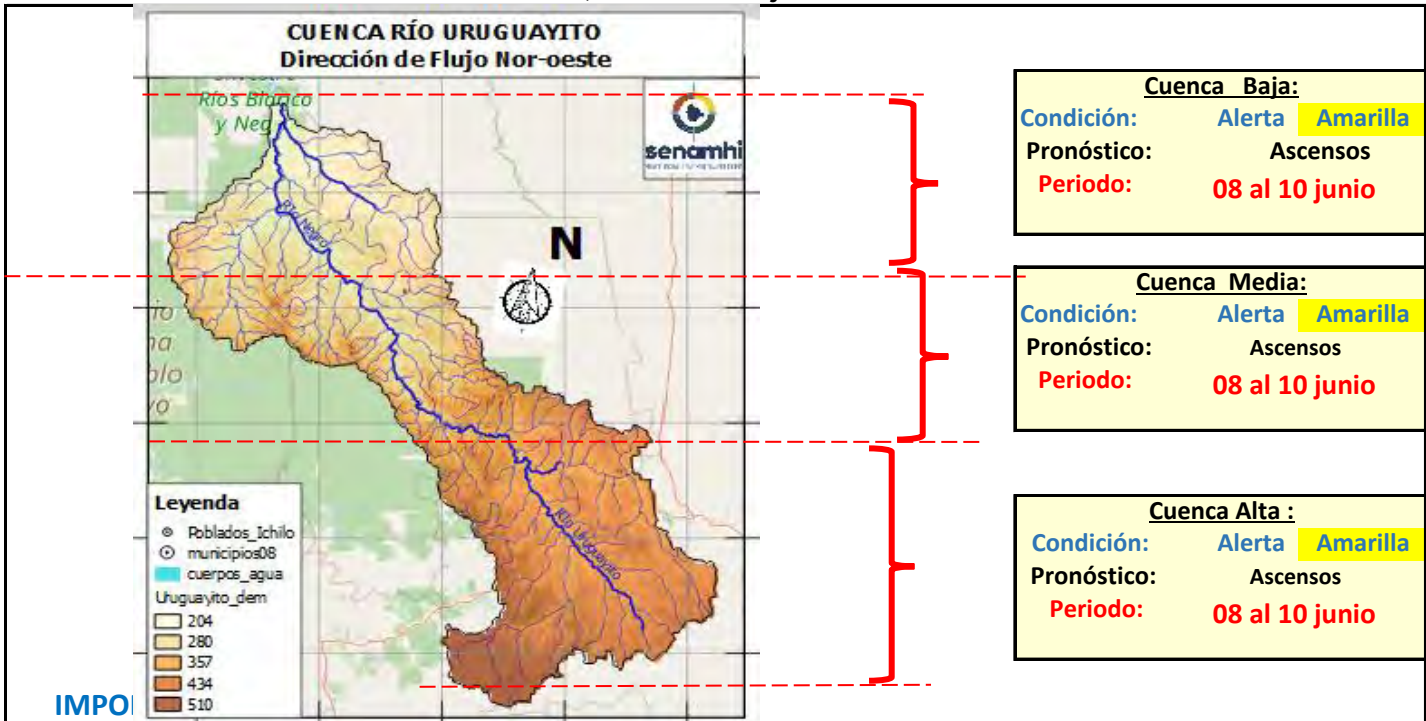 CUENCA RÍO URUGUAYITO
Dirección de Flujo Nor-oeste
Ríos Blanco
y Neg
senamhi
Río Negro
N
Río Uruguayito
Leyenda
Poblados_Ichilo
municipios08
cuerpos_agua
Uruguayito_dem
204
280
357
434
510
IMPO
Cuenca Baja:
Condición: Alerta Amarilla
Pronóstico: Ascensos
Periodo: 08 al 10 junio
Cuenca Media:
Condición: Alerta Amarilla
Pronóstico: Ascensos
Periodo: 08 al 10 junio
Cuenca Alta :
Condición: Alerta Amarilla
Pronóstico: Ascensos
Periodo: 08 al 10 junio